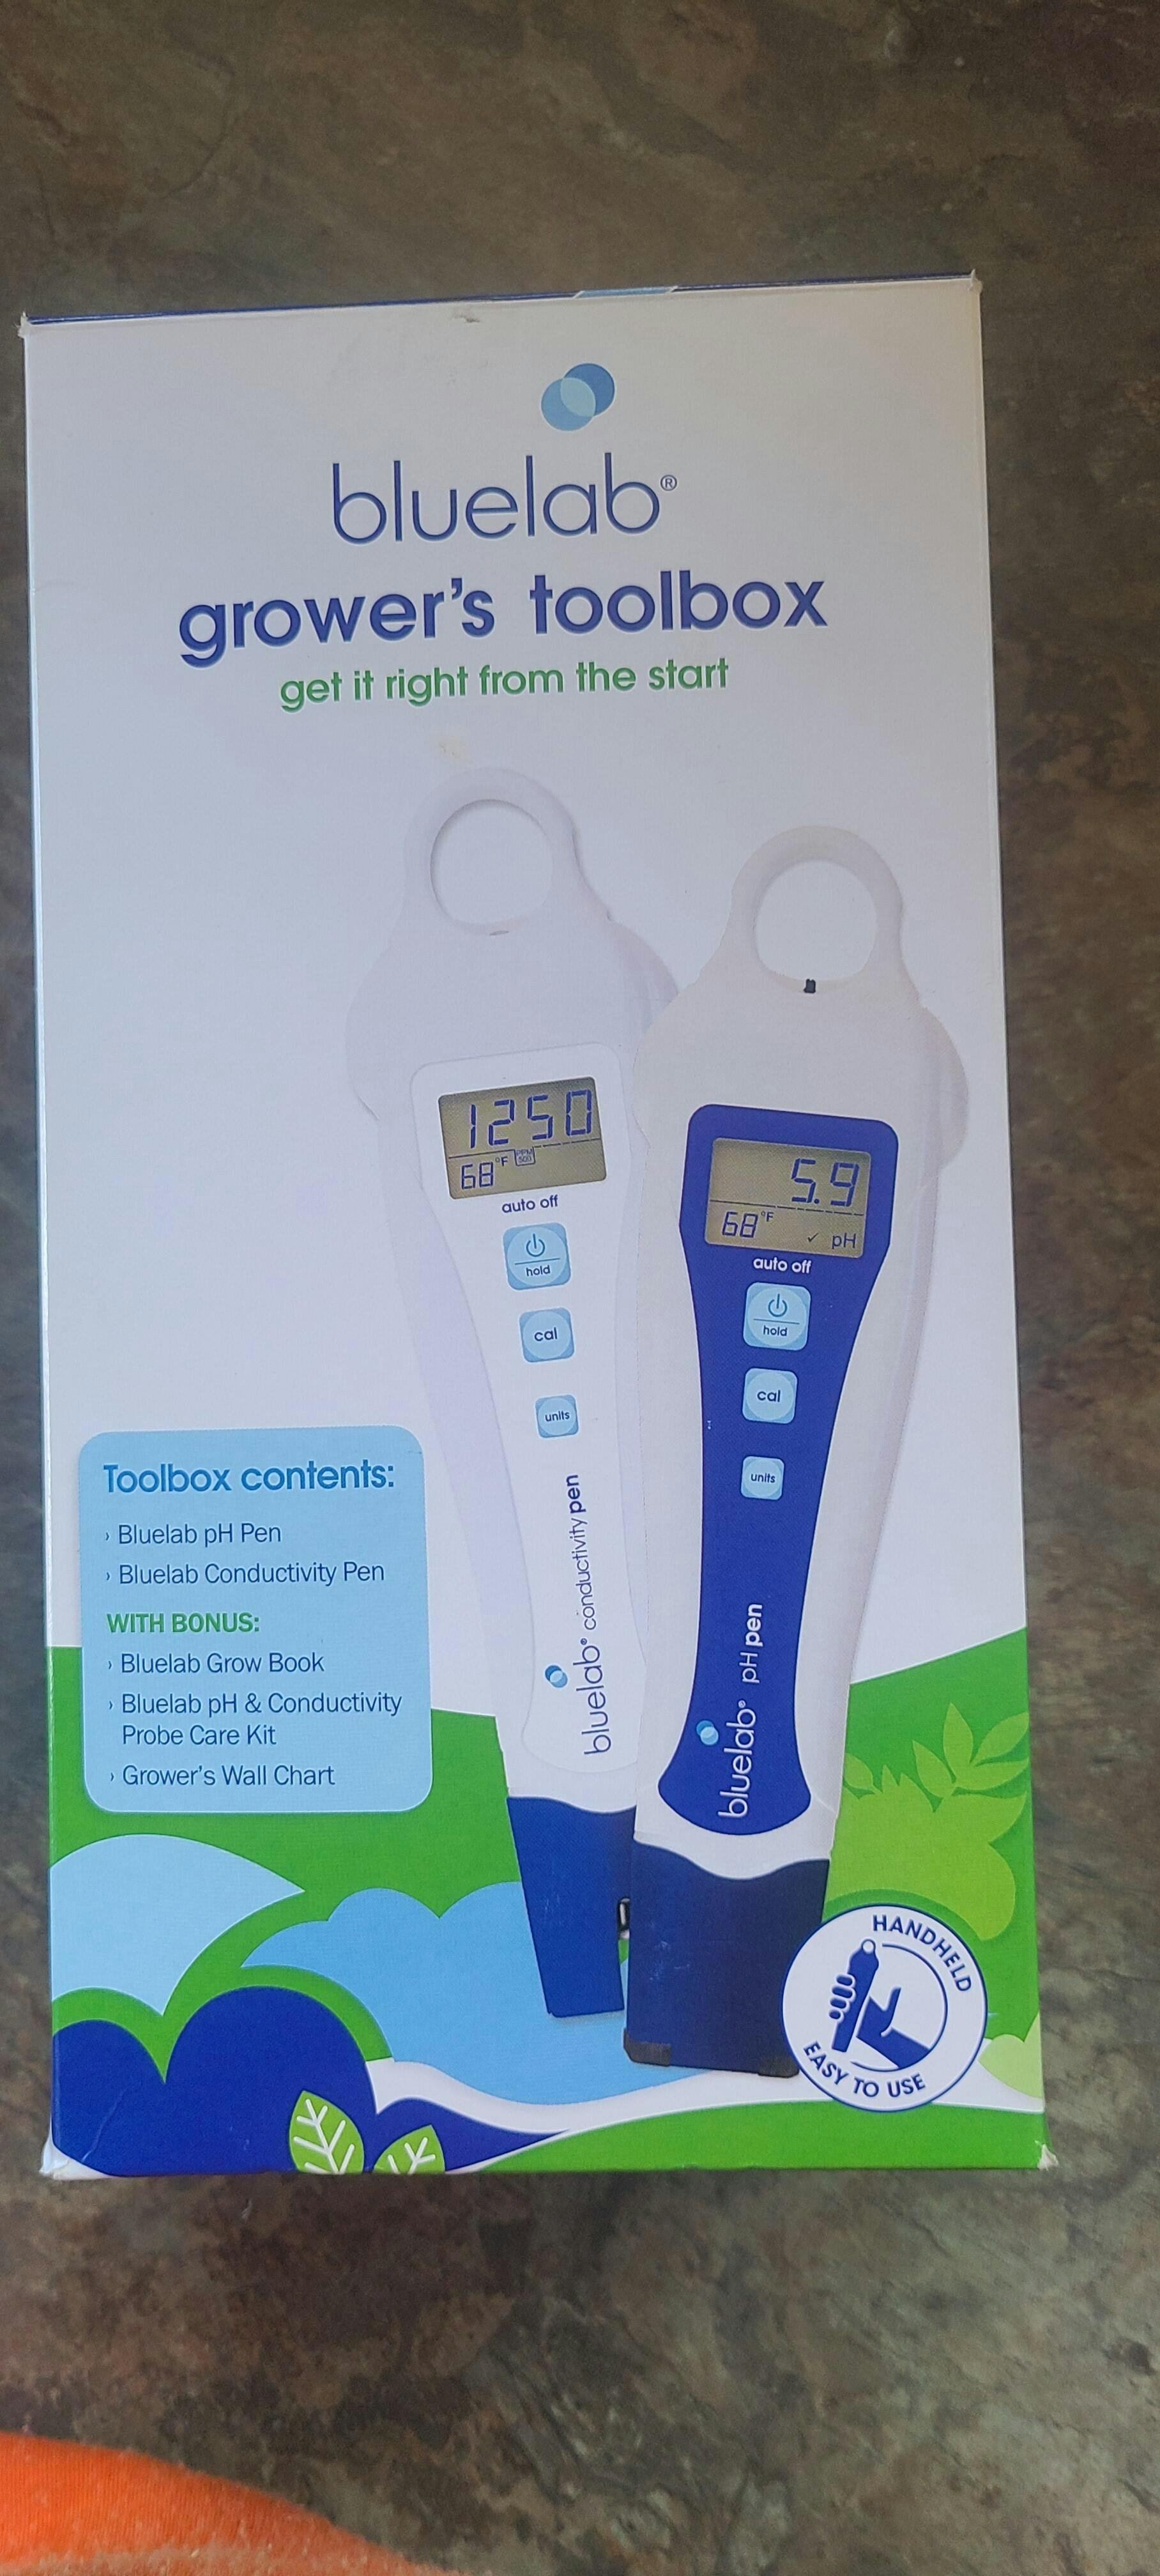 bluelab®
grower's toolbox
get it right from the start
1250
68°F PPM 500
auto off
hold
cal
units
bluelab® conductivity pen
5.9
68°F ✓ pH
auto off
hold
cal
units
bluelab® pH pen
Toolbox contents:
› Bluelab pH Pen
› Bluelab Conductivity Pen
WITH BONUS:
› Bluelab Grow Book
› Bluelab pH & Conductivity
Probe Care Kit
› Grower's Wall Chart
HANDHELD
EASY TO USE